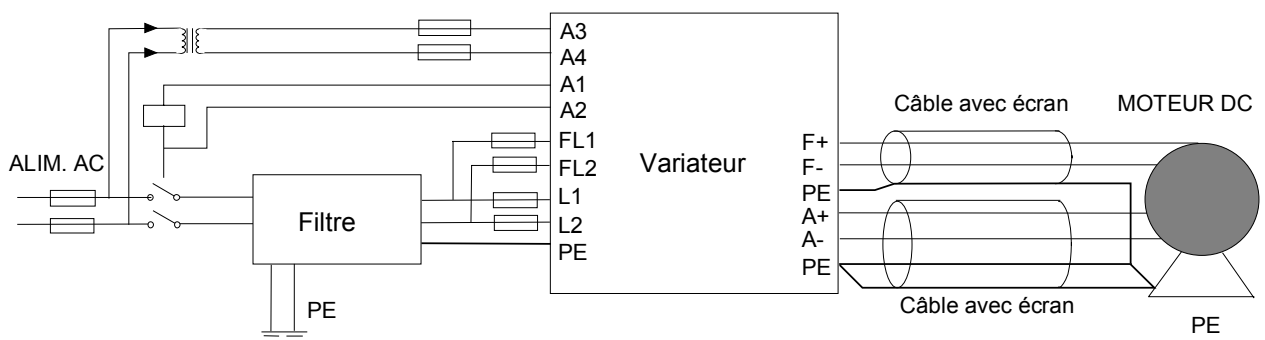 A3
A4
A1
A2
FL1
FL2
L1
L2
PE
ALIM. AC
Filtre
PE
Variateur
F+
F-
PE
A+
A-
PE
Câble avec écran
MOTEUR DC
Câble avec écran
PE